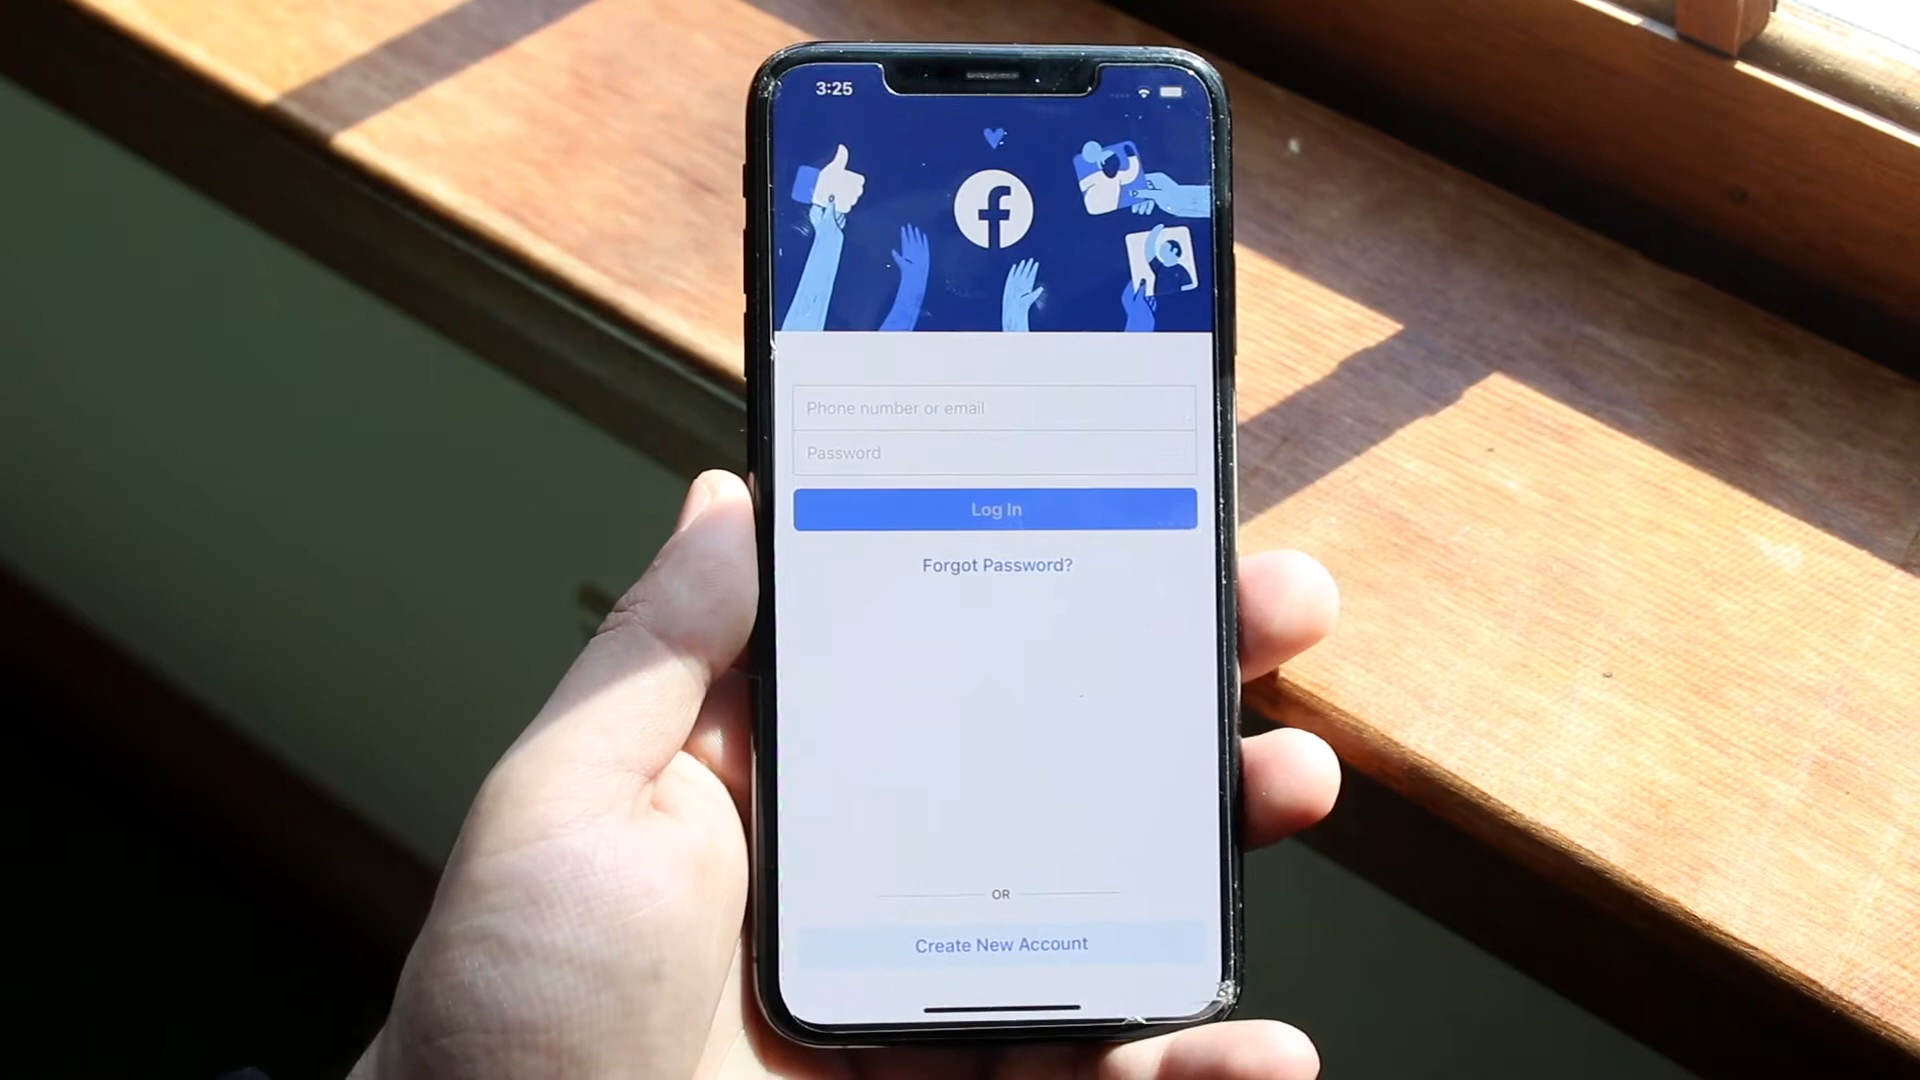 3:25
f
Phone number or email
Password
Log In
Forgot Password?
OR
Create New Account